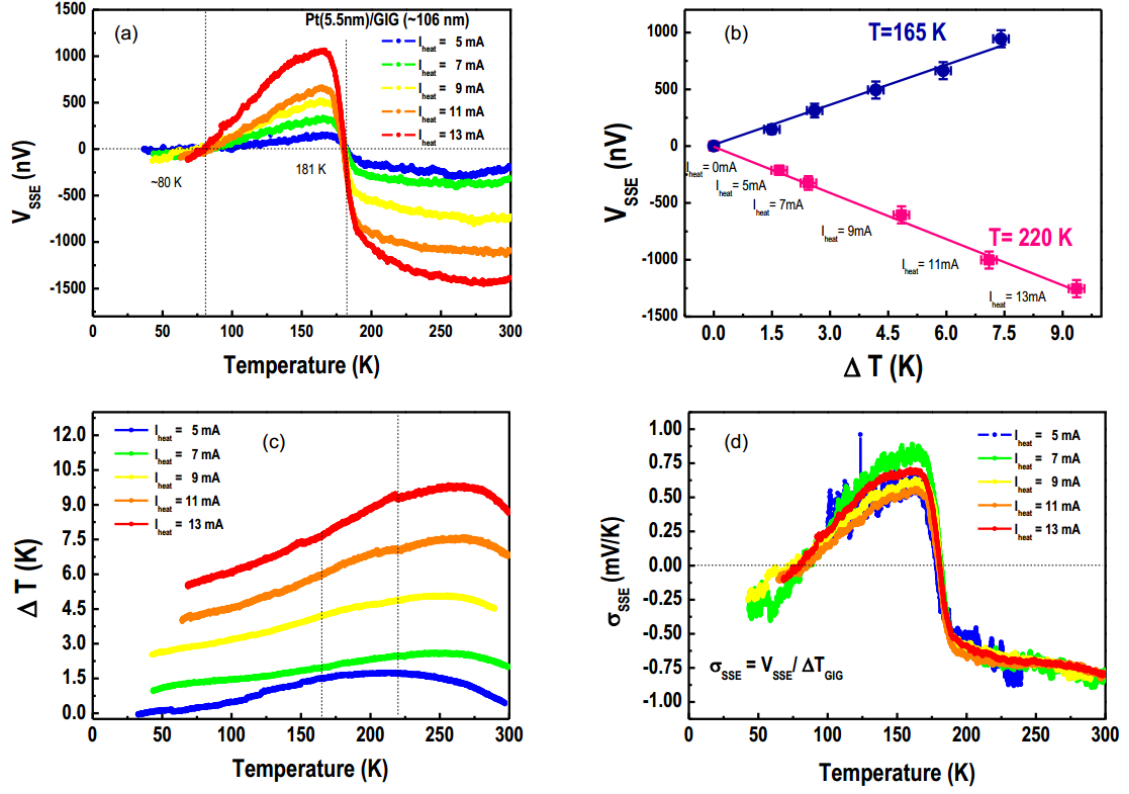 (a)
Pt(5.5nm)/GIG (~106 nm)
I_heat = 5 mA
I_heat = 7 mA
I_heat = 9 mA
I_heat = 11 mA
I_heat = 13 mA
~80 K
181 K
1500
1000
500
0
-500
-1000
-1500
V_SSE (nV)
0 50 100 150 200 250 300
Temperature (K)
(b)
T=165 K
I_heat = 0mA
I_heat = 5mA
I_heat = 7mA
I_heat = 9mA
I_heat = 11mA
I_heat = 13mA
T= 220 K
1000
500
0
-500
-1000
-1500
V_SSE (nV)
0.0 1.5 3.0 4.5 6.0 7.5 9.0
Δ T (K)
(c)
I_heat = 5 mA
I_heat = 7 mA
I_heat = 9 mA
I_heat = 11 mA
I_heat = 13 mA
12.0
10.5
9.0
7.5
6.0
4.5
3.0
1.5
0.0
Δ T (K)
0 50 100 150 200 250 300
Temperature (K)
(d)
I_heat = 5 mA
I_heat = 7 mA
I_heat = 9 mA
I_heat = 11 mA
I_heat = 13 mA
σ_SSE = V_SSE / ΔT_GIG
1.00
0.75
0.50
0.25
0.00
-0.25
-0.50
-0.75
-1.00
σ_SSE (mV/K)
0 50 100 150 200 250 300
Temperature (K)